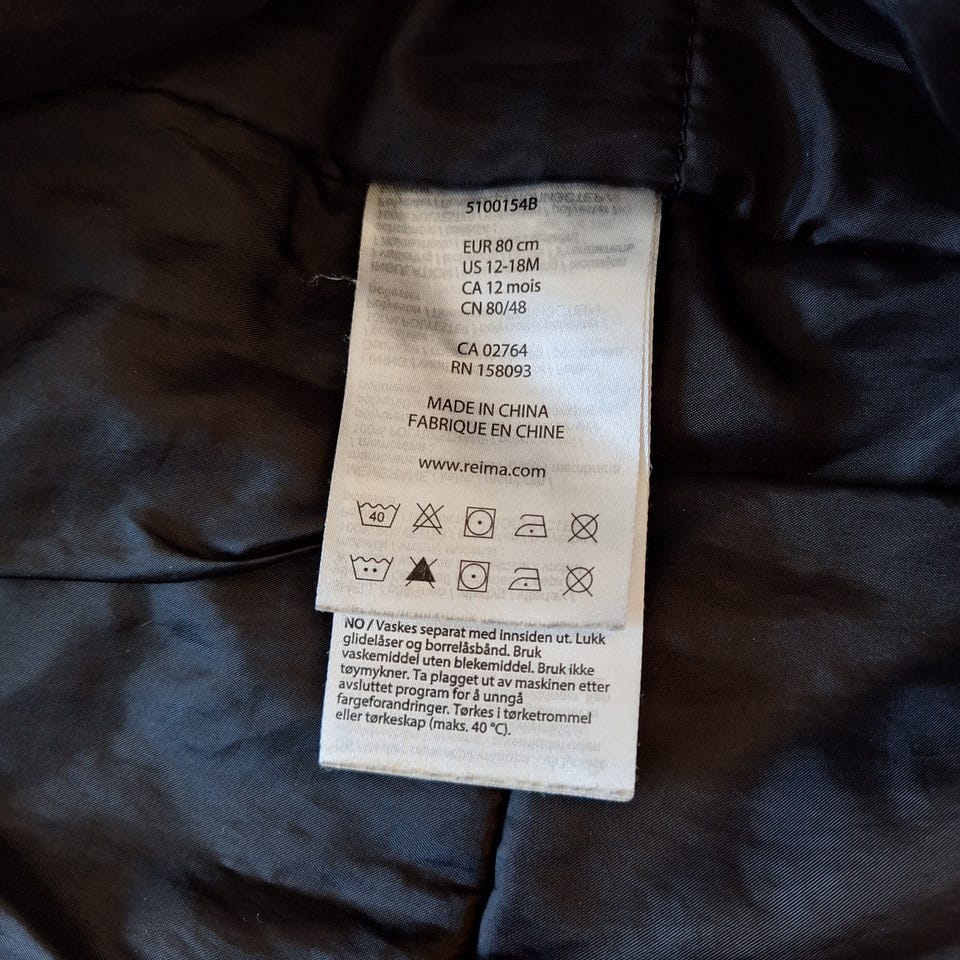 5100154B
EUR 80 cm
US 12-18M
CA 12 mois
CN 80/48
CA 02764
RN 158093
MADE IN CHINA
FABRIQUE EN CHINE
www.reima.com
40
NO / Vaskes separat med innsiden ut. Lukk
glidelåser og borrelåsbånd. Bruk
vaskemiddel uten blekemiddel. Bruk ikke
tøymykner. Ta plagget ut av maskinen etter
avsluttet program for å unngå
fargeforandringer. Tørkes i tørketrommel
eller tørkeskap (maks. 40 °C).